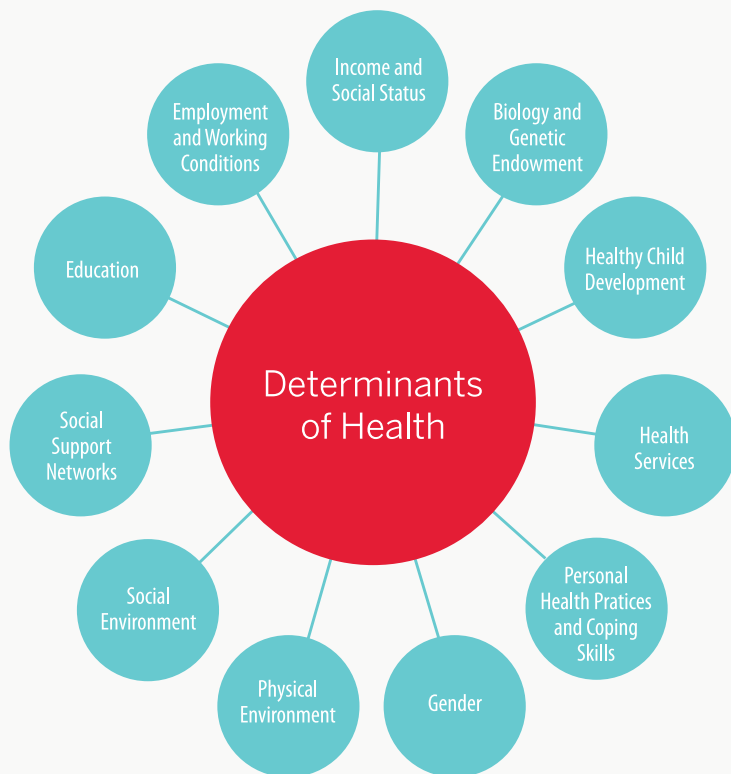 Income and
Social Status
Biology and
Genetic
Endowment
Healthy Child
Development
Health
Services
Personal
Health Pratices
and Coping
Skills
Gender
Physical
Environment
Social
Environment
Social
Support
Networks
Education
Employment
and Working
Conditions
Determinants
of Health